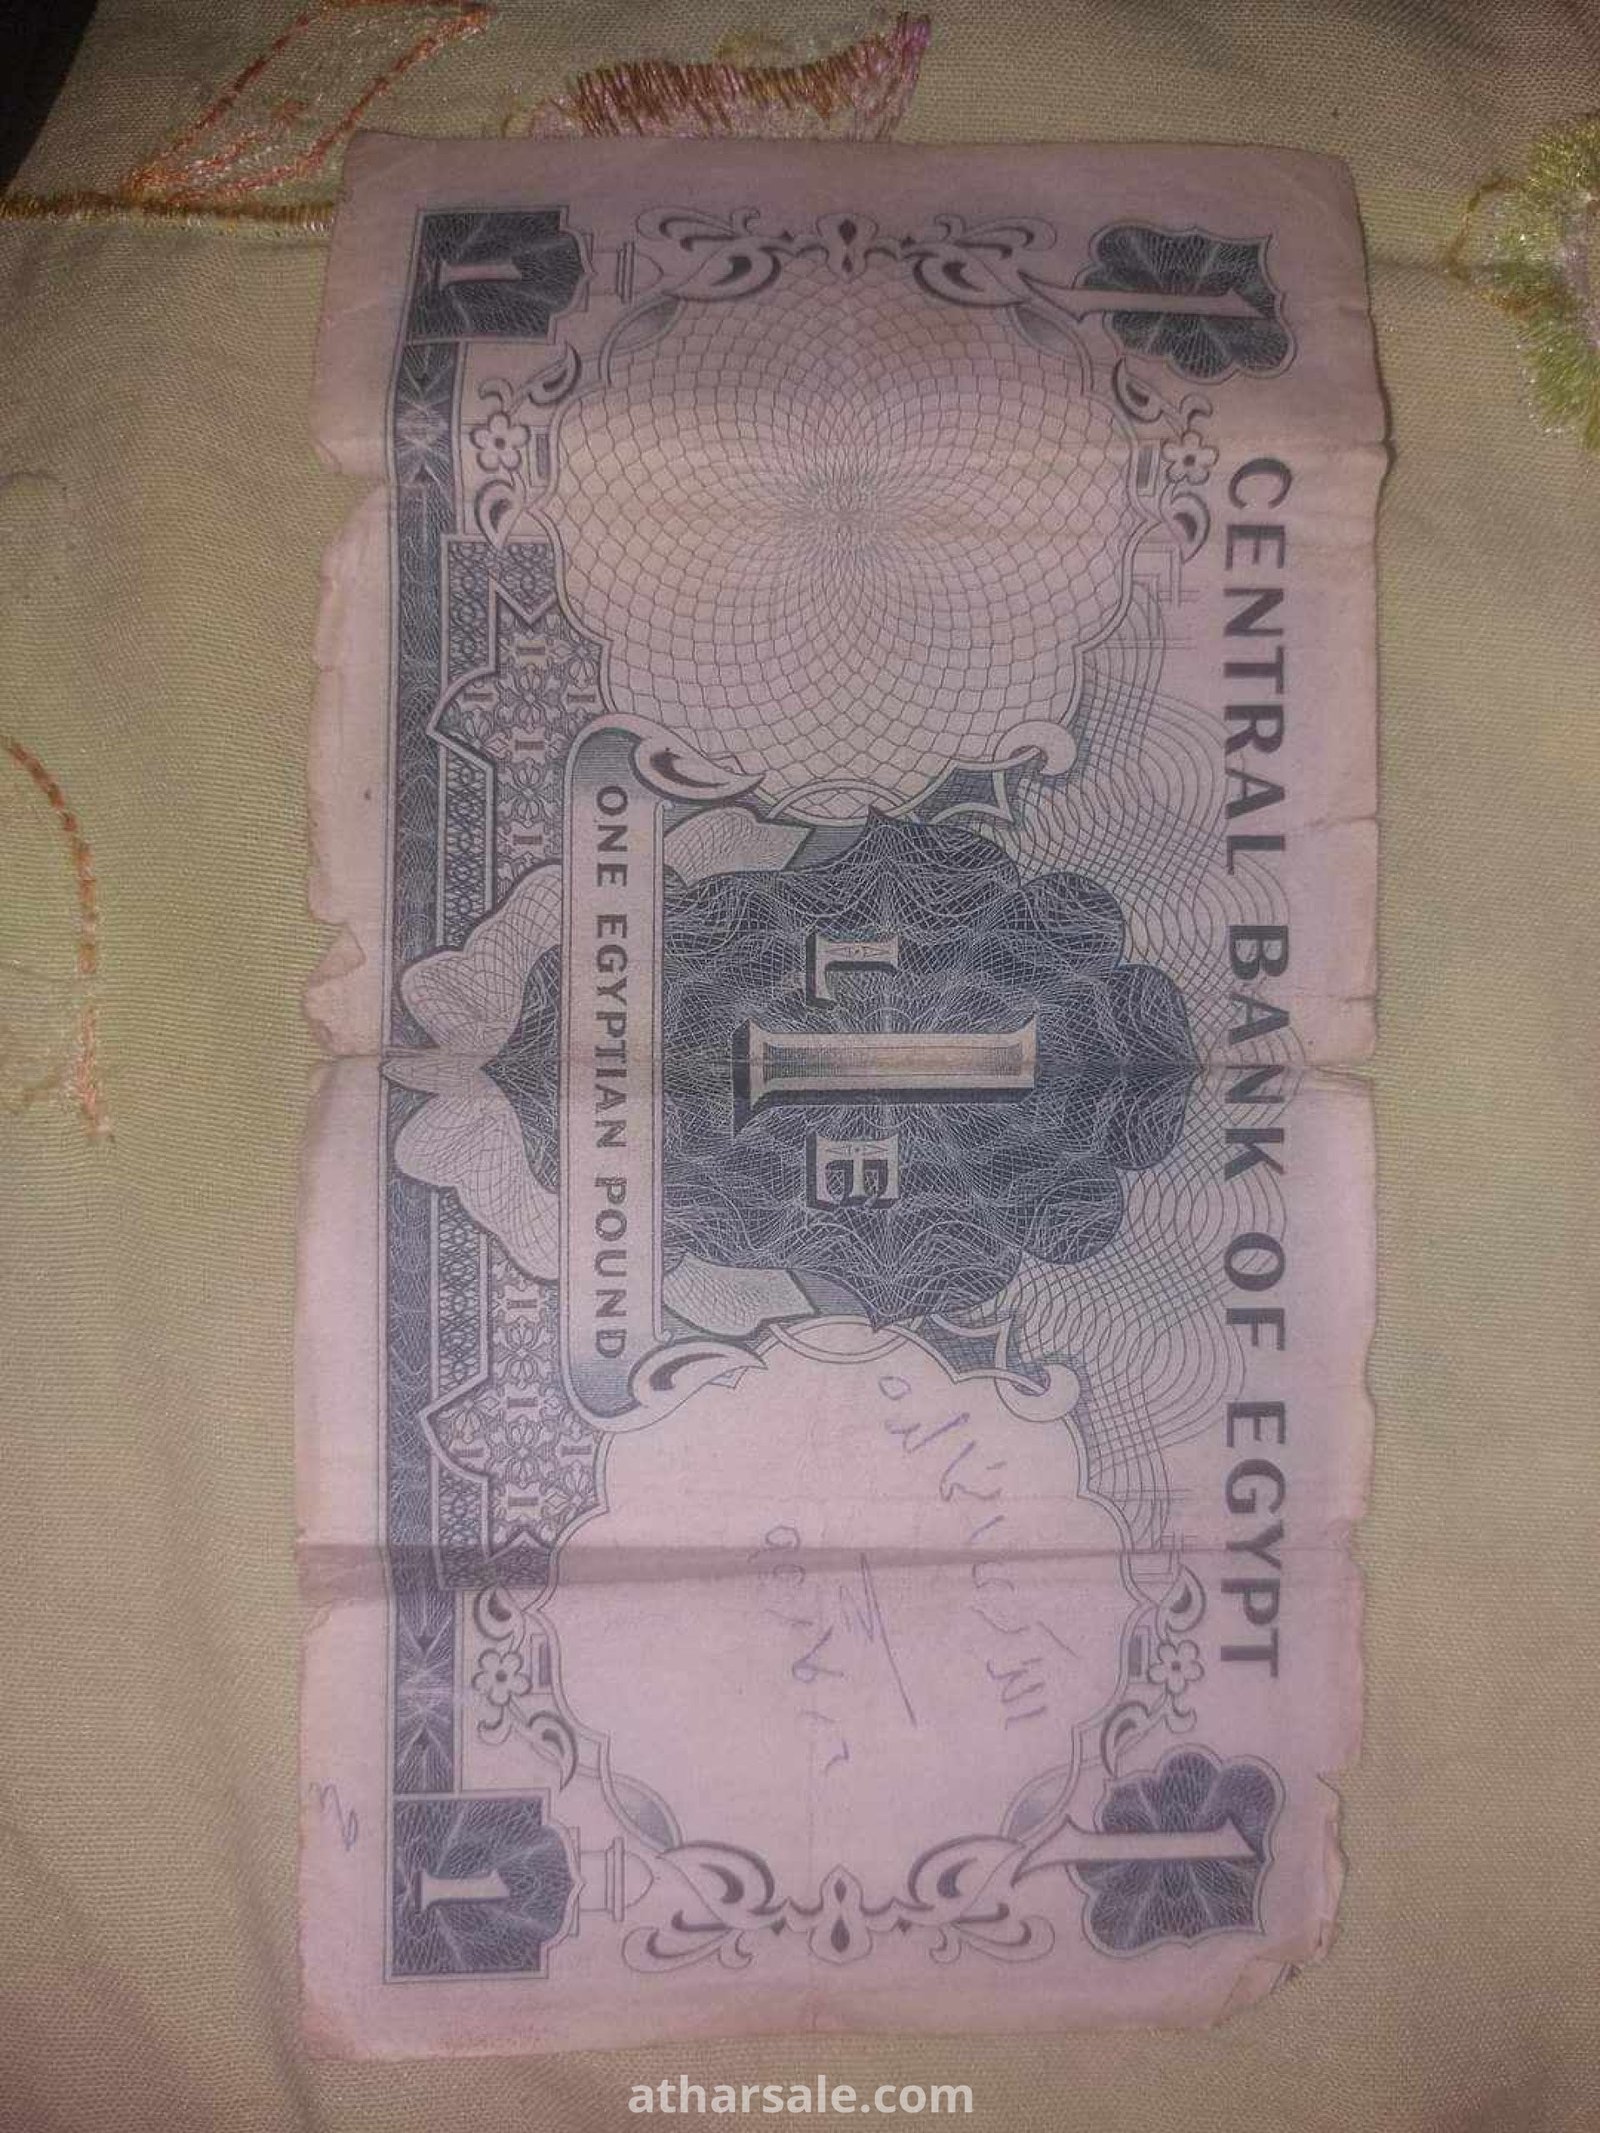 CENTRAL BANK OF EGYPT
1 1
L 1 E
ONE EGYPTIAN POUND
1 1
atharsale.com